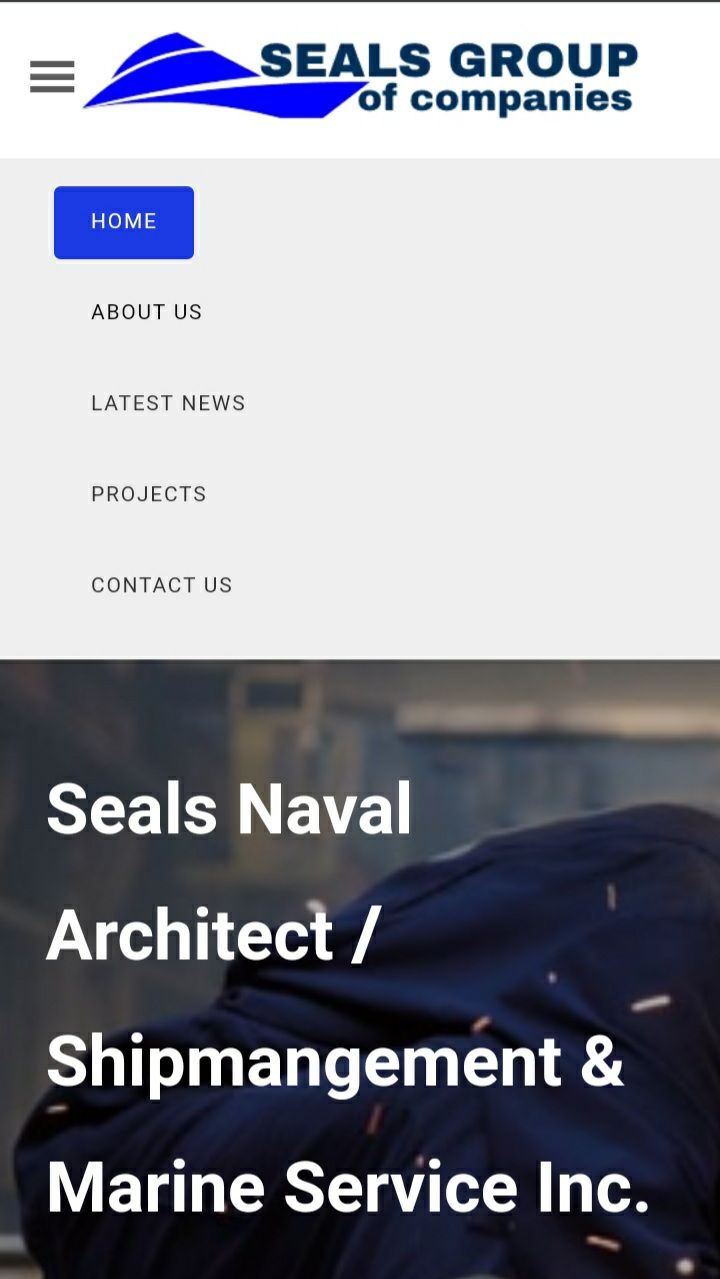 SEALS GROUP
of companies
HOME
ABOUT US
LATEST NEWS
PROJECTS
CONTACT US
Seals Naval
Architect /
Shipmangement &
Marine Service Inc.